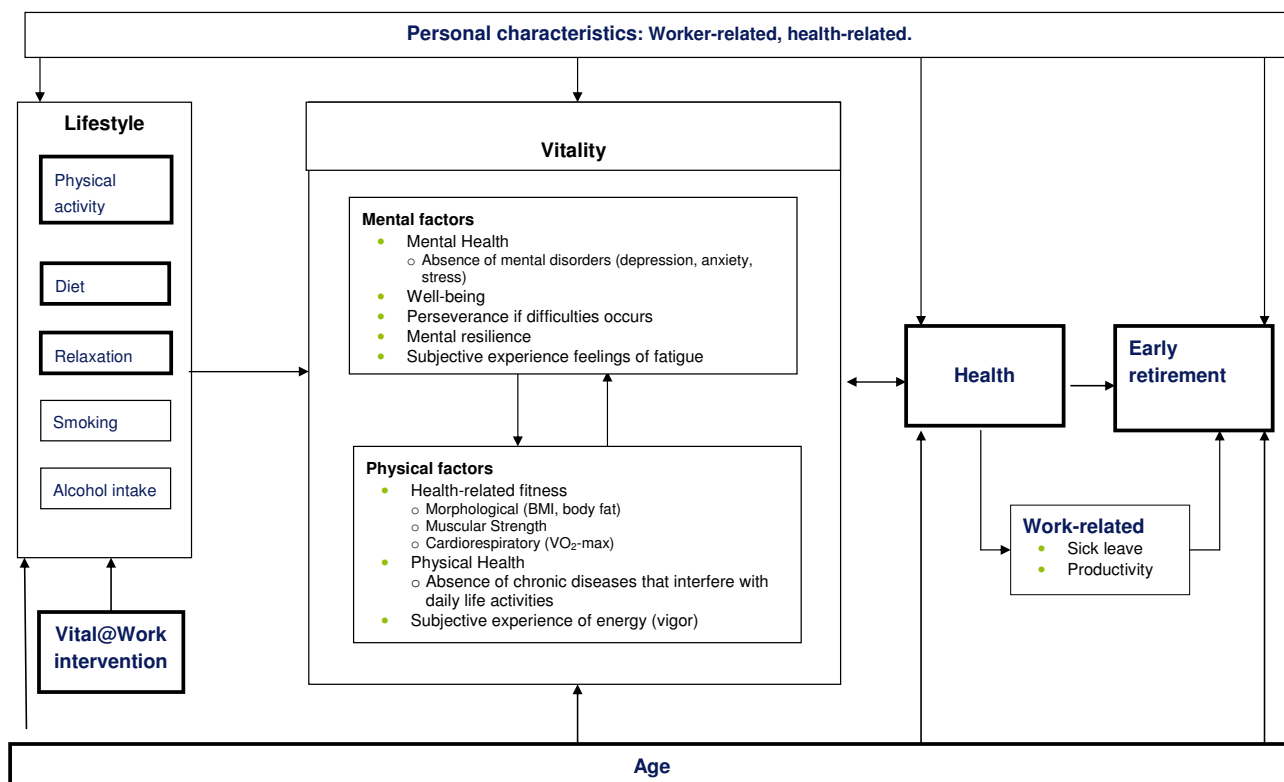 Personal characteristics: Worker-related, health-related.
Lifestyle
Physical
activity
Diet
Relaxation
Smoking
Alcohol intake
Vital@Work
intervention
Vitality
Mental factors
• Mental Health
o Absence of mental disorders (depression, anxiety,
stress)
• Well-being
• Perseverance if difficulties occurs
• Mental resilience
• Subjective experience feelings of fatigue
Physical factors
• Health-related fitness
o Morphological (BMI, body fat)
o Muscular Strength
o Cardiorespiratory (VO₂-max)
• Physical Health
o Absence of chronic diseases that interfere with
daily life activities
• Subjective experience of energy (vigor)
Health
Early
retirement
Work-related
• Sick leave
• Productivity
Age